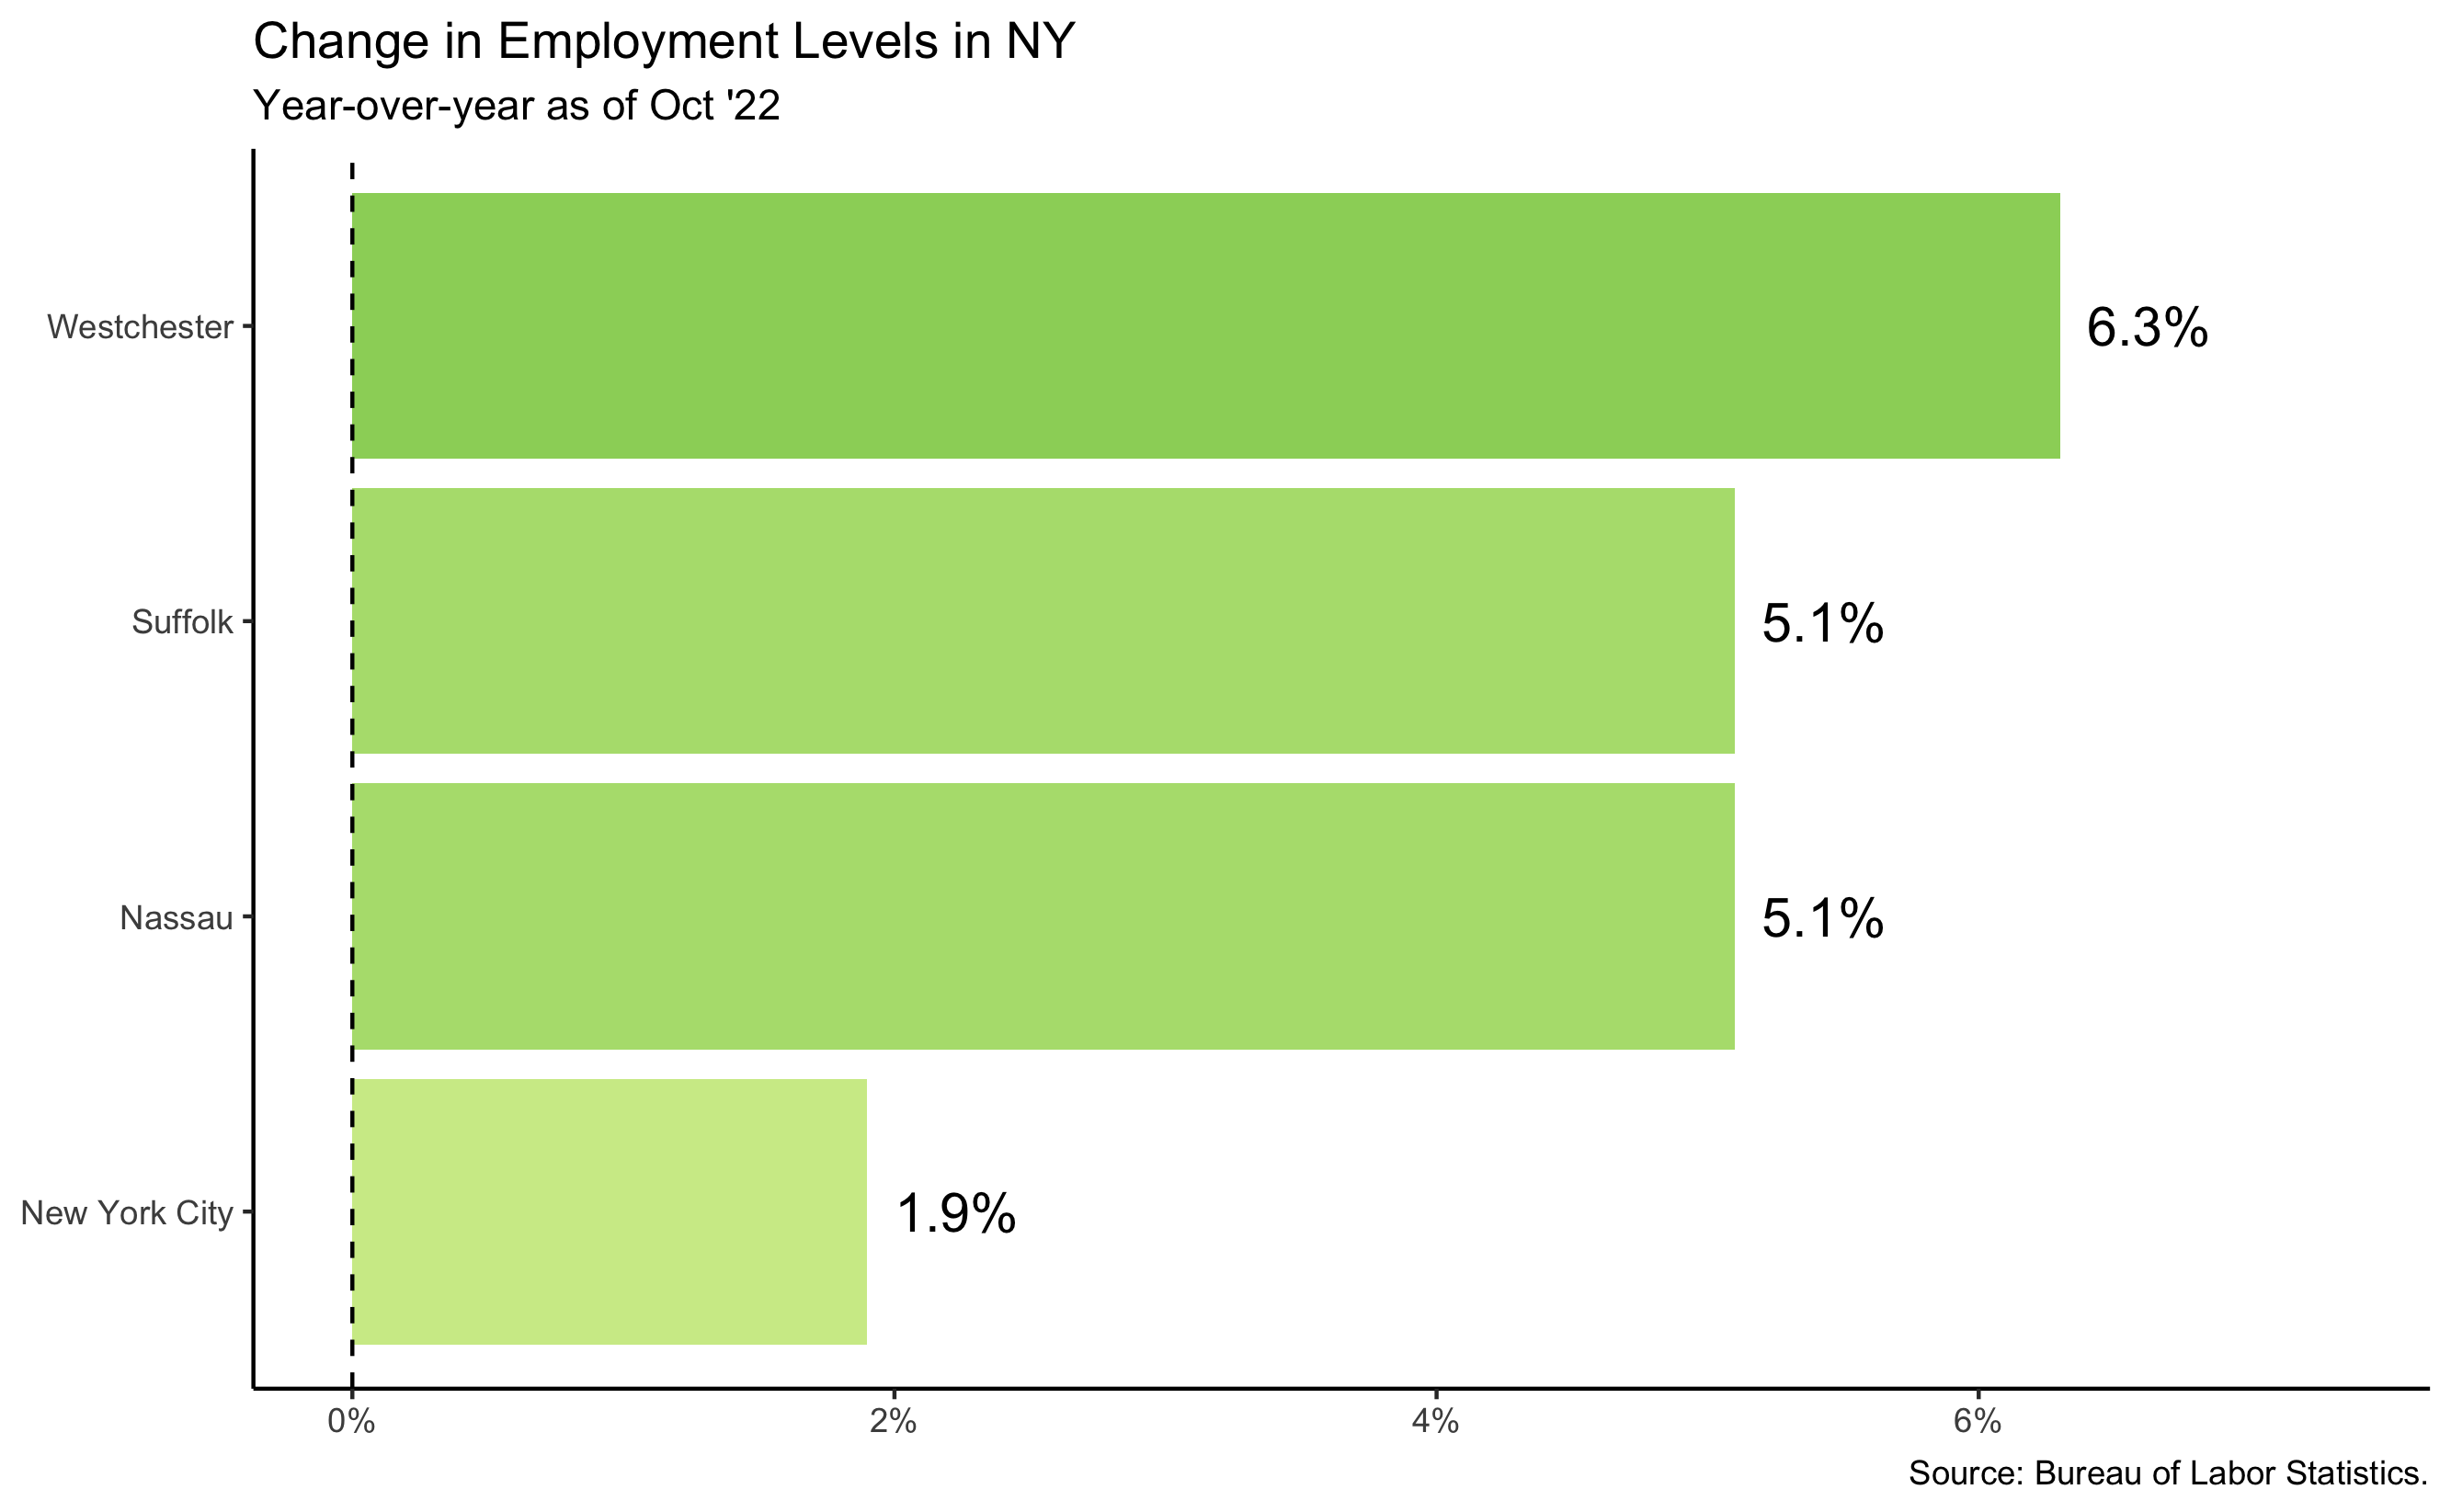 Change in Employment Levels in NY
Year-over-year as of Oct '22
Westchester
6.3%
Suffolk
5.1%
Nassau
5.1%
New York City
1.9%
0%
2%
4%
6%
Source: Bureau of Labor Statistics.